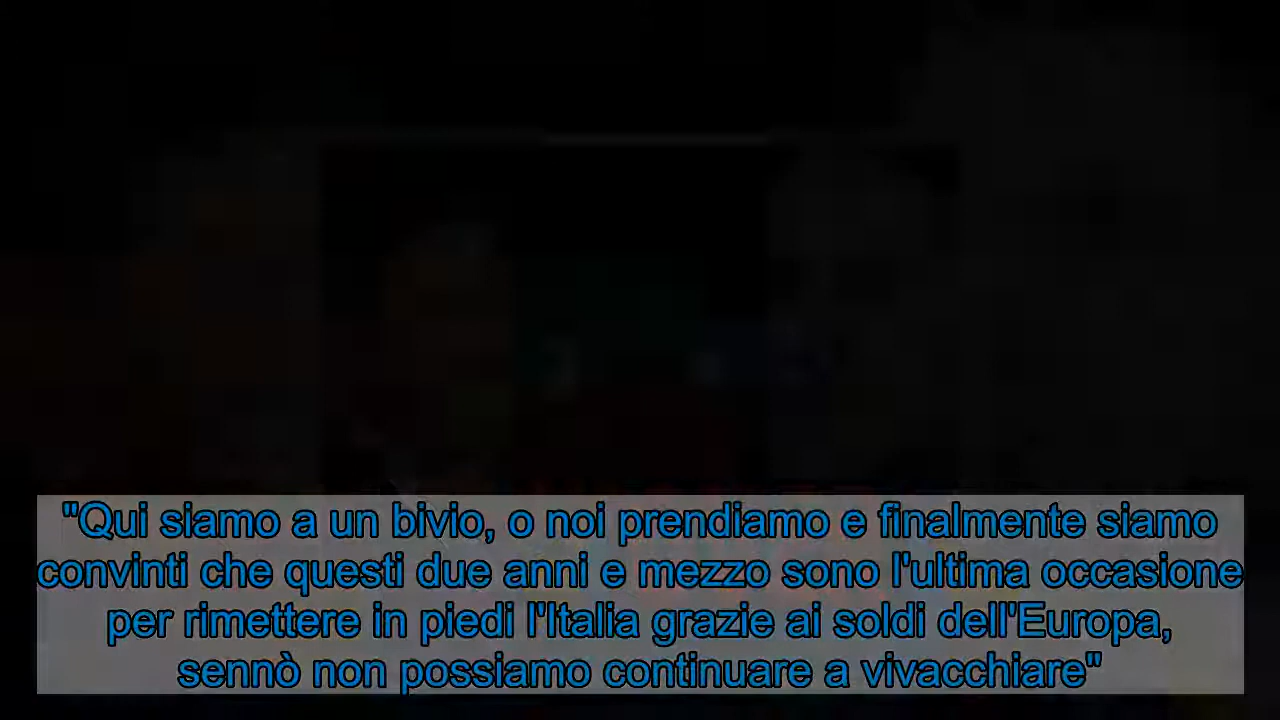 "Qui siamo a un bivio, o noi prendiamo e finalmente siamo
convinti che questi due anni e mezzo sono l'ultima occasione
per rimettere in piedi l'Italia grazie ai soldi dell'Europa,
sennò non possiamo continuare a vivacchiare"